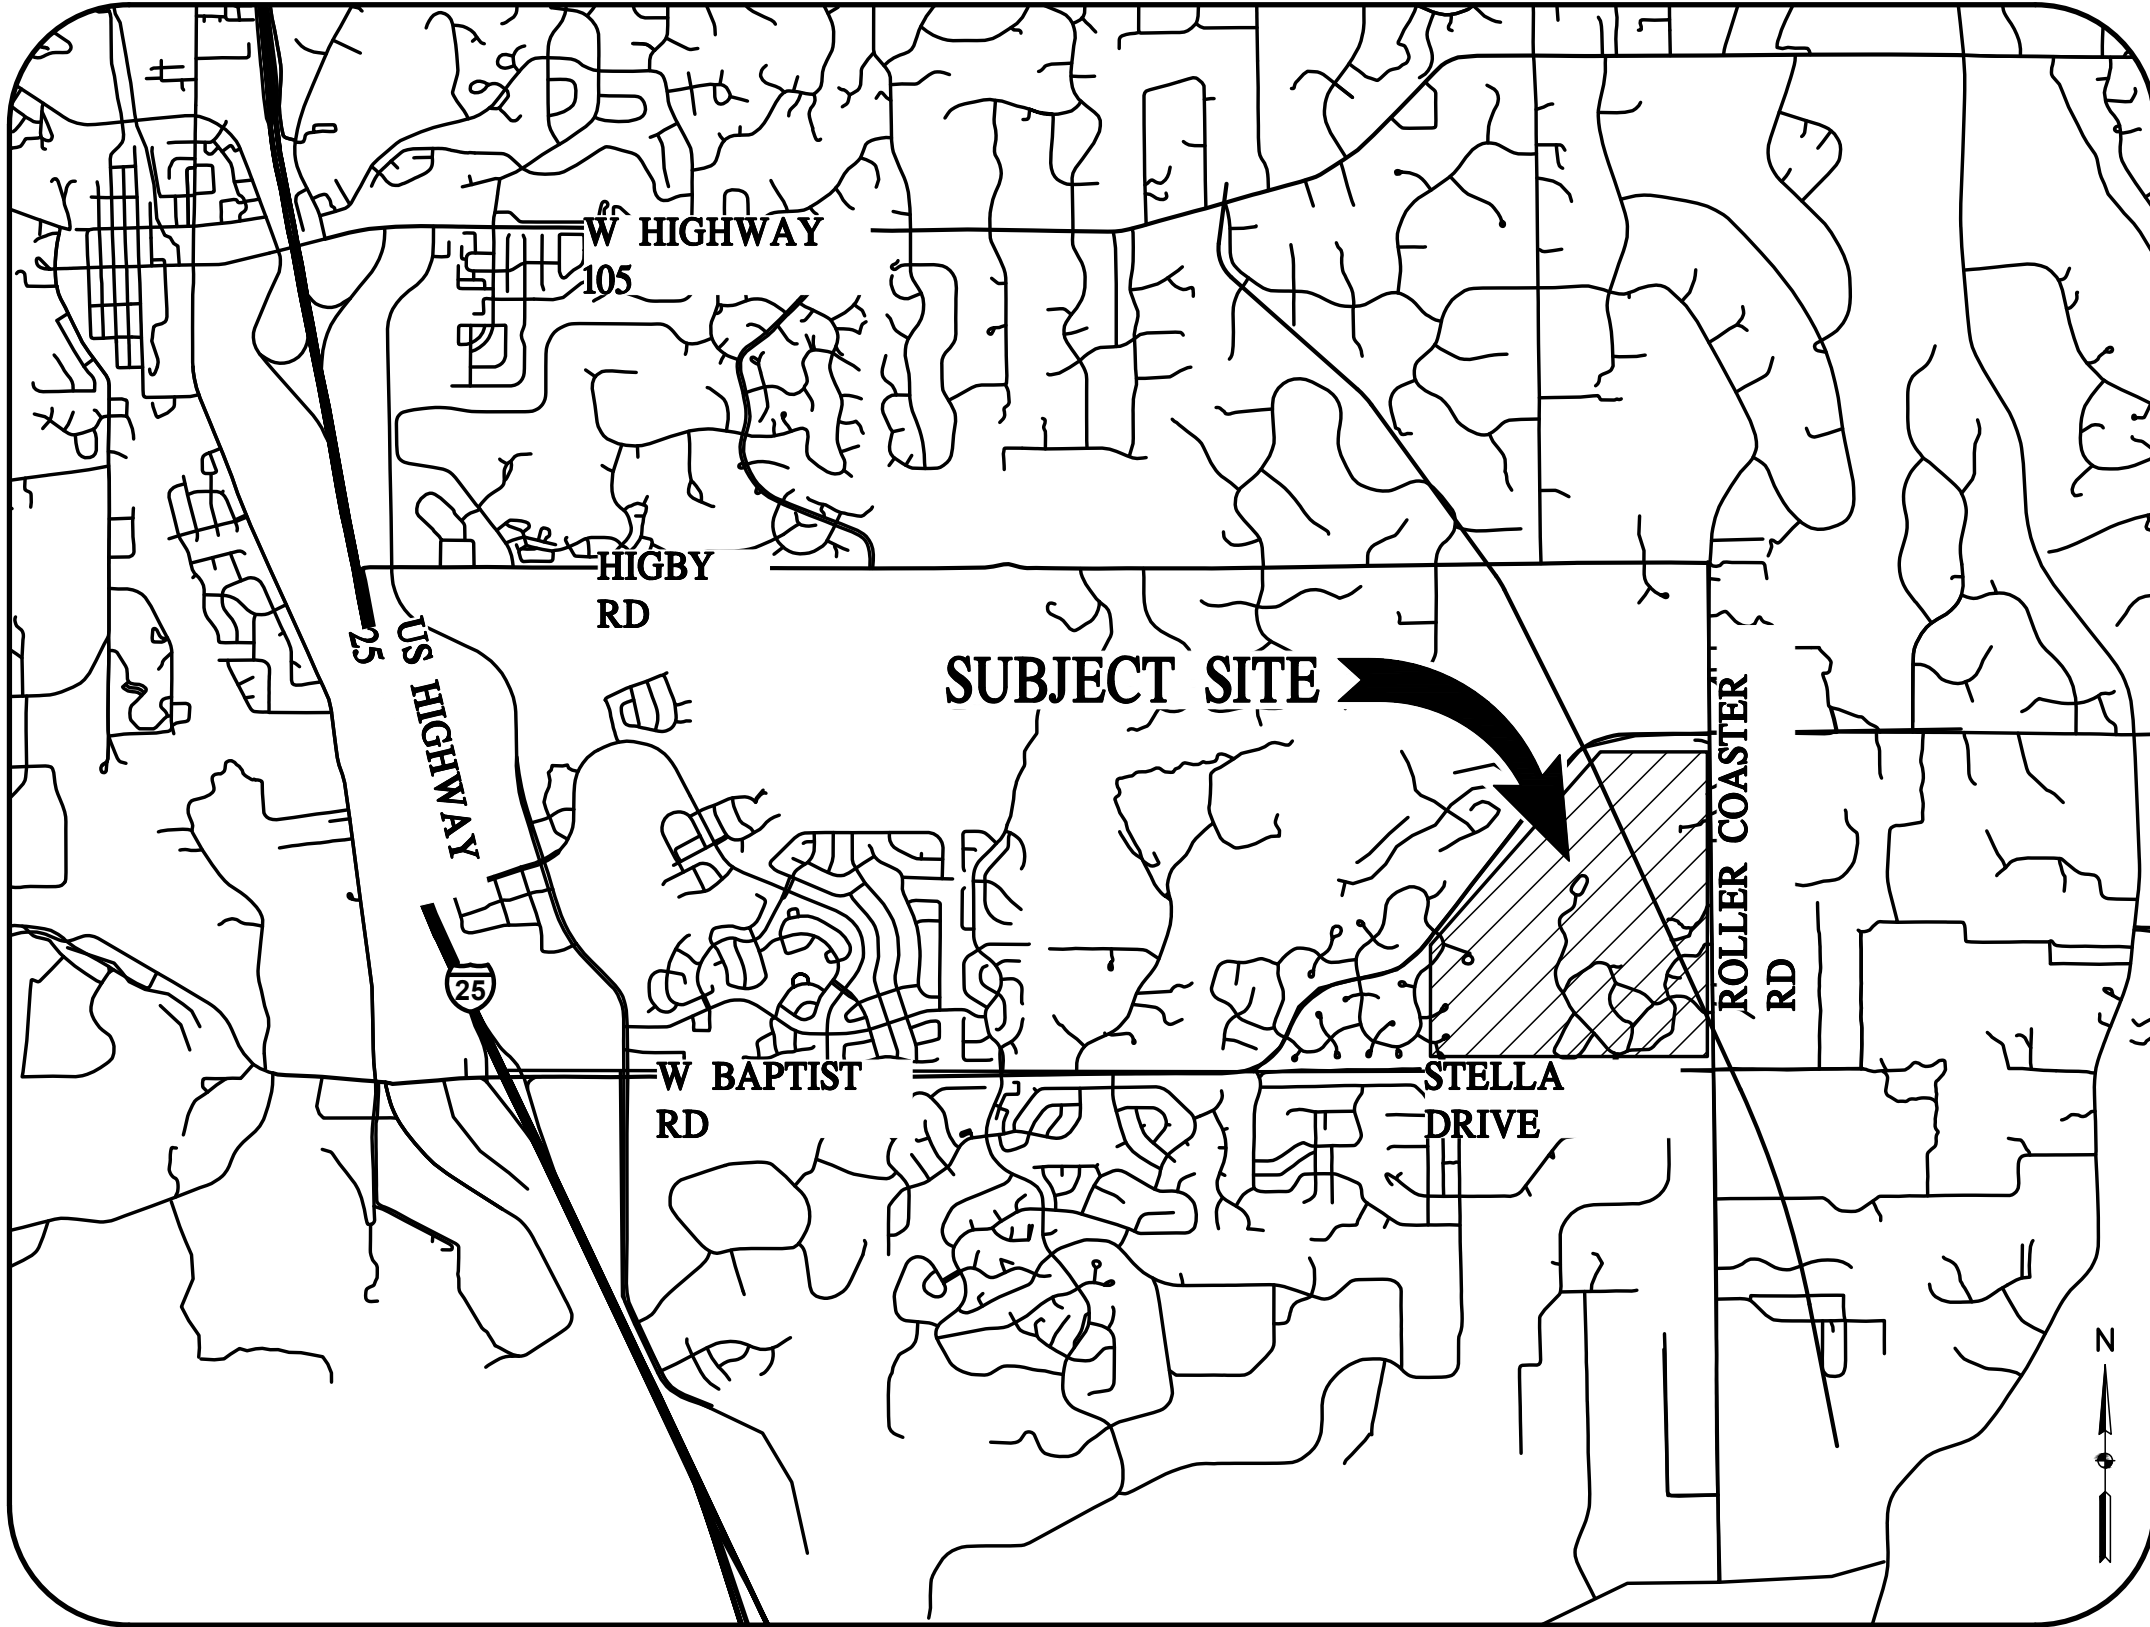 W HIGHWAY
105
HIGBY
RD
US HIGHWAY
25
SUBJECT SITE
ROLLER COASTER
RD
25
W BAPTIST
RD
STELLA
DRIVE
N